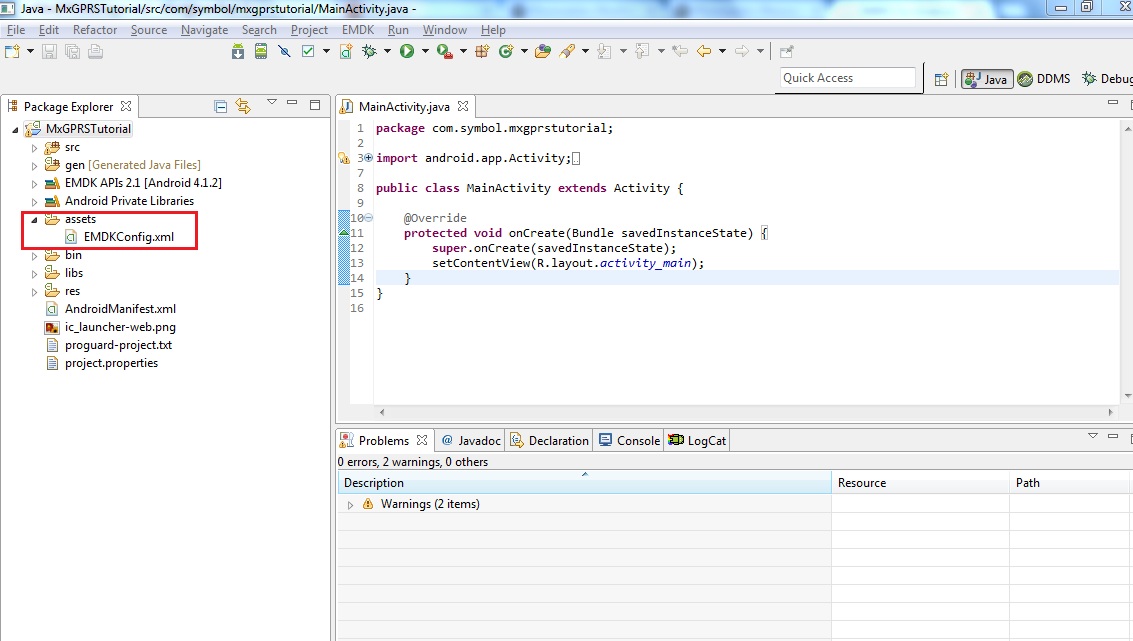 Java - MxGPRSTutorial/src/com/symbol/mxgprstutorial/MainActivity.java -
File Edit Refactor Source Navigate Search Project EMDK Run Window Help
Quick Access
Java DDMS Debug
Package Explorer
MxGPRSTutorial
src
gen [Generated Java Files]
EMDK APIs 2.1 [Android 4.1.2]
Android Private Libraries
assets
EMDKConfig.xml
bin
libs
res
AndroidManifest.xml
ic_launcher-web.png
proguard-project.txt
project.properties
MainActivity.java
1 package com.symbol.mxgprstutorial;
2
3 import android.app.Activity;
7
8 public class MainActivity extends Activity {
9
10 @Override
11 protected void onCreate(Bundle savedInstanceState) {
12 super.onCreate(savedInstanceState);
13 setContentView(R.layout.activity_main);
14 }
15 }
16
Problems @ Javadoc Declaration Console LogCat
0 errors, 2 warnings, 0 others
Description Resource Path
Warnings (2 items)